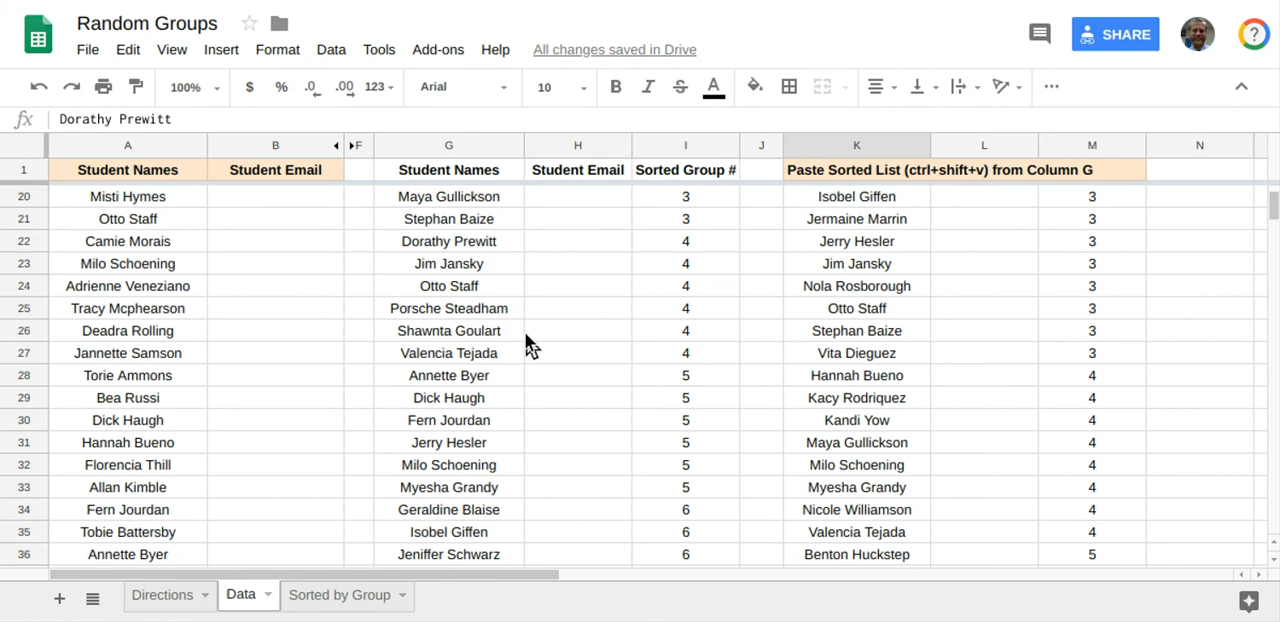 Random Groups
File Edit View Insert Format Data Tools Add-ons Help All changes saved in Drive
SHARE
?
100% $ % .0 .00 123 Arial 10 B I S A
fx Dorathy Prewitt
A B F G H I J K L M N
1 Student Names Student Email Student Names Student Email Sorted Group # Paste Sorted List (ctrl+shift+v) from Column G
20 Misti Hymes Maya Gullickson 3 Isobel Giffen 3
21 Otto Staff Stephan Baize 3 Jermaine Marrin 3
22 Camie Morais Dorathy Prewitt 4 Jerry Hesler 3
23 Milo Schoening Jim Jansky 4 Jim Jansky 3
24 Adrienne Veneziano Otto Staff 4 Nola Rosborough 3
25 Tracy Mcphearson Porsche Steadham 4 Otto Staff 3
26 Deadra Rolling Shawnta Goulart 4 Stephan Baize 3
27 Jannette Samson Valencia Tejada 4 Vita Dieguez 3
28 Torie Ammons Annette Byer 5 Hannah Bueno 4
29 Bea Russi Dick Haugh 5 Kacy Rodriquez 4
30 Dick Haugh Fern Jourdan 5 Kandi Yow 4
31 Hannah Bueno Jerry Hesler 5 Maya Gullickson 4
32 Florencia Thill Milo Schoening 5 Milo Schoening 4
33 Allan Kimble Myesha Grandy 5 Myesha Grandy 4
34 Fern Jourdan Geraldine Blaise 6 Nicole Williamson 4
35 Tobie Battersby Isobel Giffen 6 Valencia Tejada 4
36 Annette Byer Jeniffer Schwarz 6 Benton Huckstep 5
Directions Data Sorted by Group